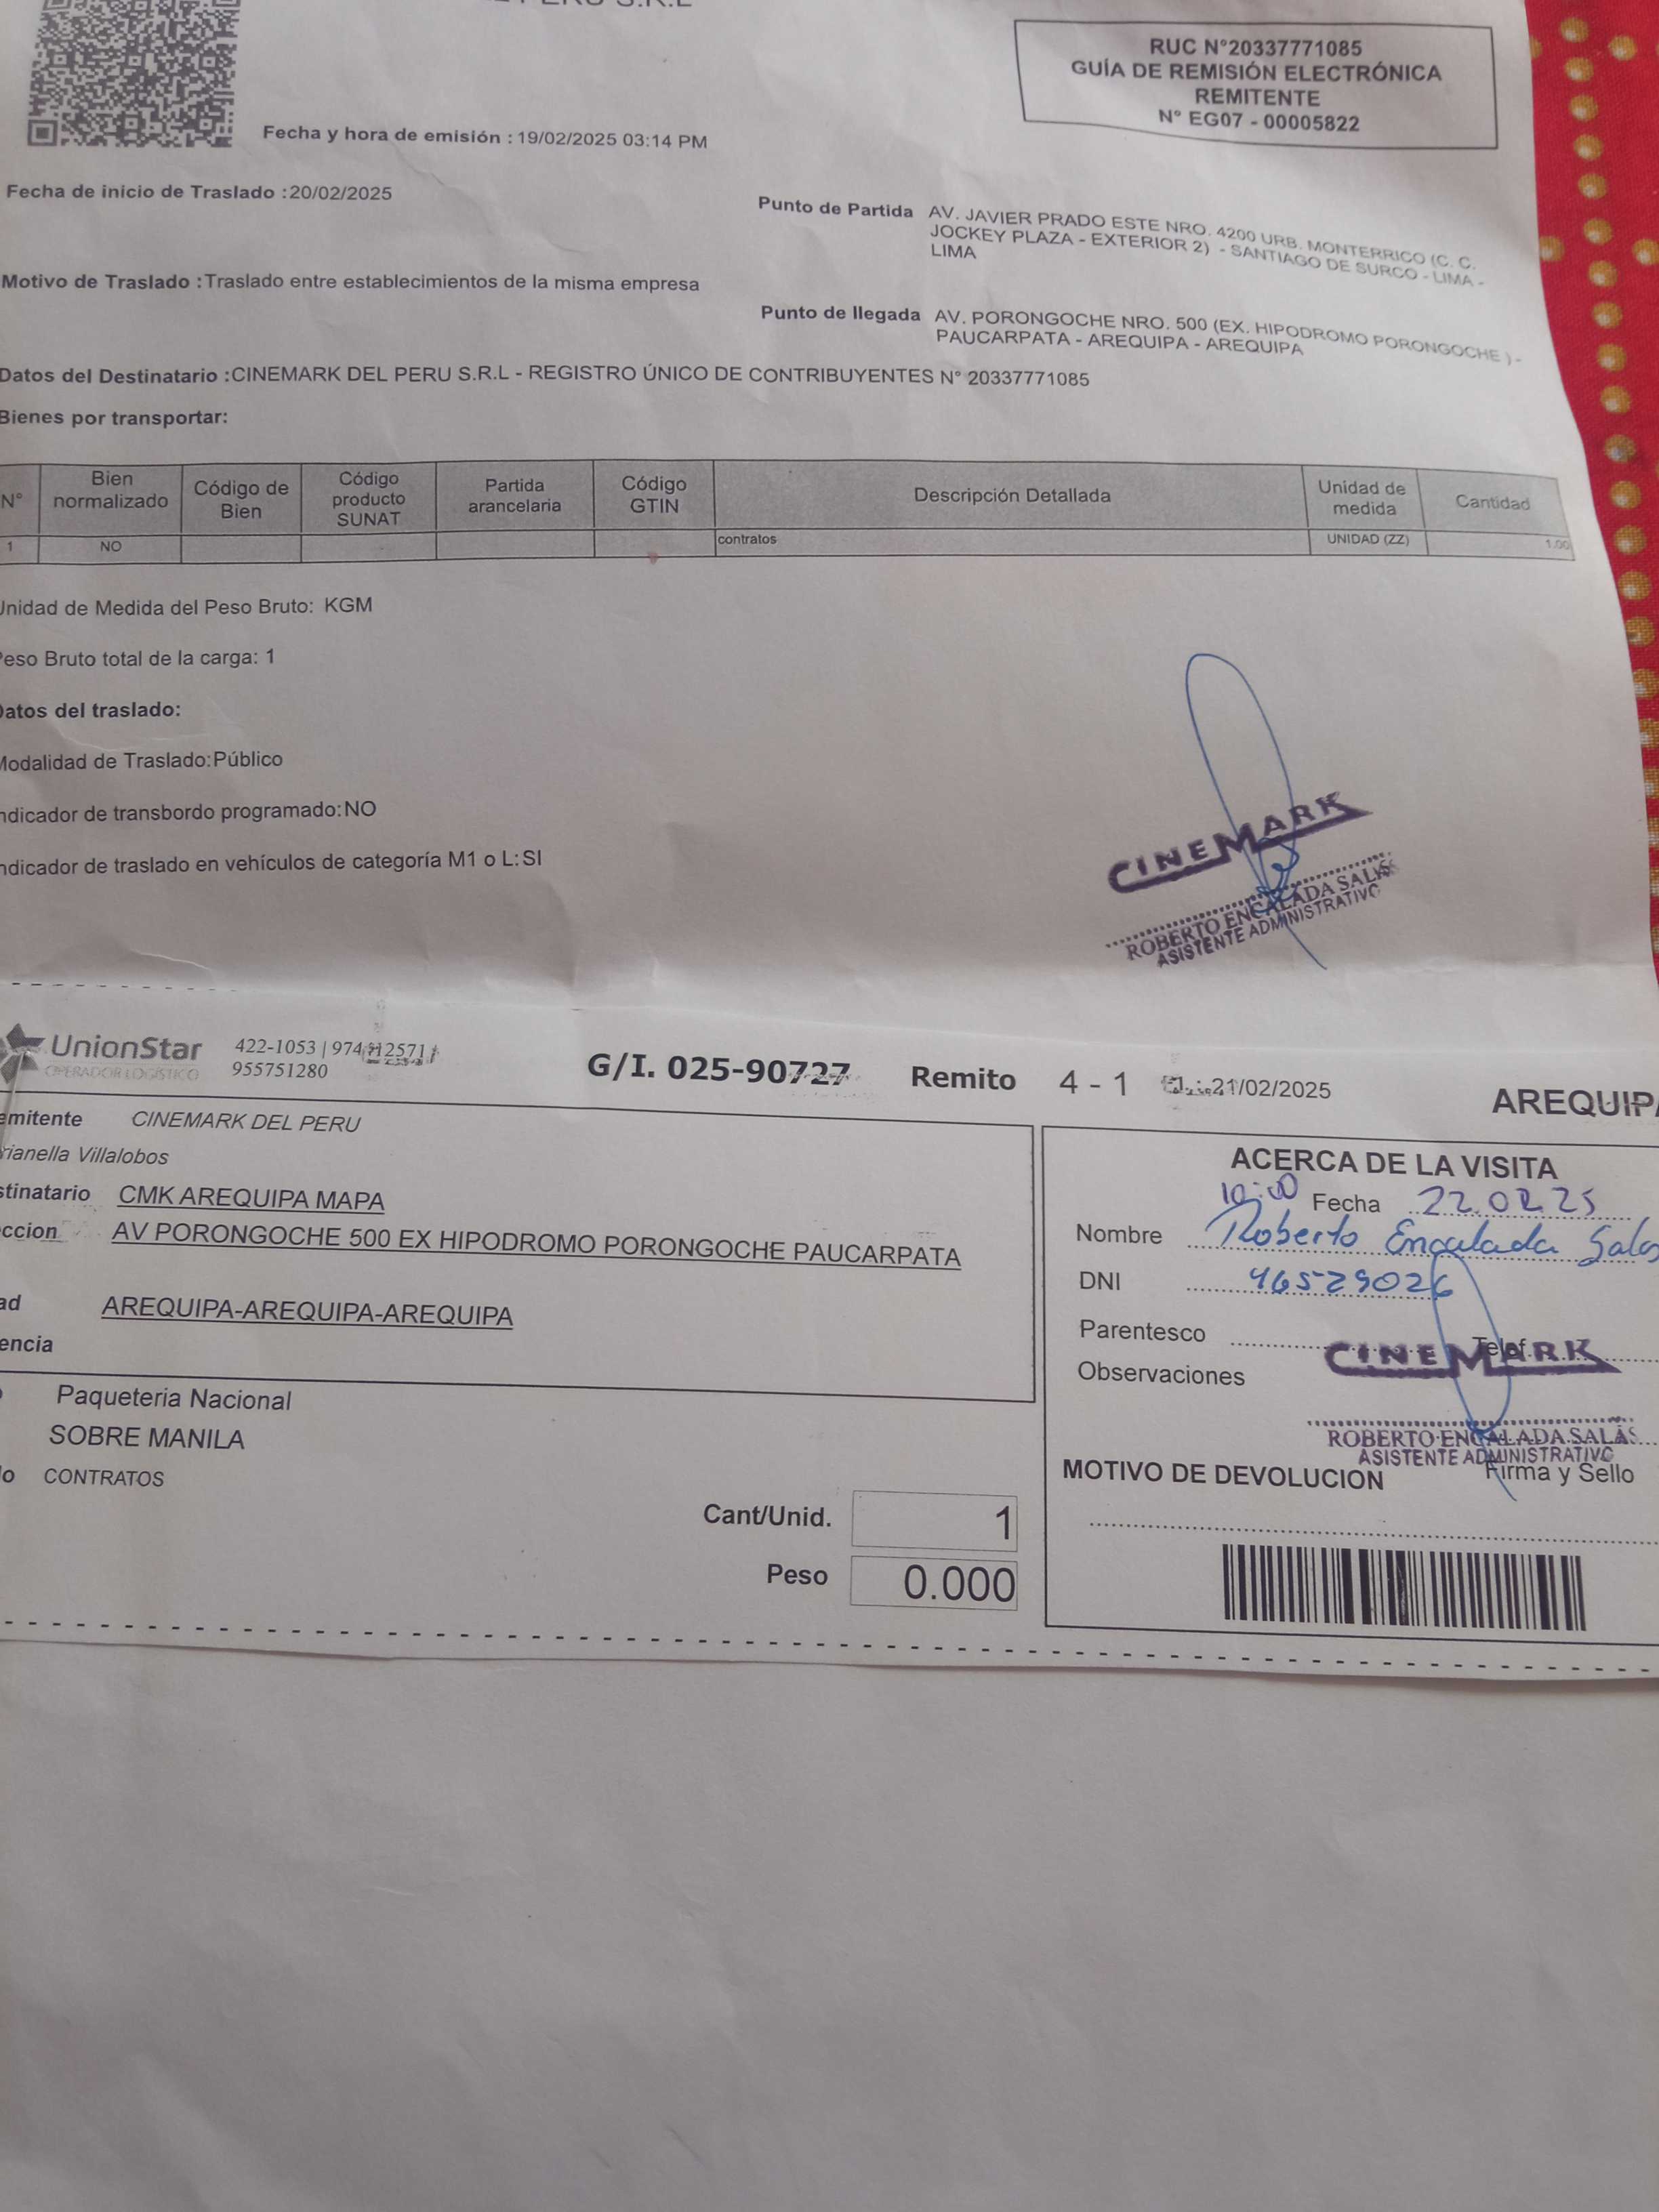 RUC N°20337771085
GUÍA DE REMISIÓN ELECTRÓNICA
REMITENTE
N° EG07 - 00005822
Fecha y hora de emisión : 19/02/2025 03:14 PM
Fecha de inicio de Traslado :20/02/2025
Punto de Partida AV. JAVIER PRADO ESTE NRO. 4200 URB. MONTERRICO (C. C.
JOCKEY PLAZA - EXTERIOR 2) - SANTIAGO DE SURCO - LIMA -
LIMA
Motivo de Traslado :Traslado entre establecimientos de la misma empresa
Punto de llegada AV. PORONGOCHE NRO. 500 (EX. HIPODROMO PORONGOCHE ) -
PAUCARPATA - AREQUIPA - AREQUIPA
Datos del Destinatario :CINEMARK DEL PERU S.R.L - REGISTRO ÚNICO DE CONTRIBUYENTES N° 20337771085
Bienes por transportar:
N° Bien normalizado Código de Bien Código producto SUNAT Partida arancelaria Código GTIN Descripción Detallada Unidad de medida Cantidad
1 NO contratos UNIDAD (ZZ) 1.00
Unidad de Medida del Peso Bruto: KGM
Peso Bruto total de la carga: 1
Datos del traslado:
Modalidad de Traslado:Público
ndicador de transbordo programado:NO
ndicador de traslado en vehículos de categoría M1 o L:SI
CINEMARK
ROBERTO ENCALADA SALAS
ASISTENTE ADMINISTRATIVO
UnionStar
OPERADOR LOGÍSTICO
422-1053 | 974112571
955751280
G/I. 025-90727 Remito 4 - 1 21/02/2025 AREQUIPA
emitente CINEMARK DEL PERU
rianella Villalobos
stinatario CMK AREQUIPA MAPA
ccion AV PORONGOCHE 500 EX HIPODROMO PORONGOCHE PAUCARPATA
ad AREQUIPA-AREQUIPA-AREQUIPA
encia
Paqueteria Nacional
SOBRE MANILA
o CONTRATOS
Cant/Unid. 1
Peso 0.000
ACERCA DE LA VISITA
10:00 Fecha 22.02.25
Nombre Roberto Encalada Salas
DNI 46529026
Parentesco Telef.
Observaciones
CINEMARK
ROBERTO ENCALADA SALAS
ASISTENTE ADMINISTRATIVO
Firma y Sello
MOTIVO DE DEVOLUCION